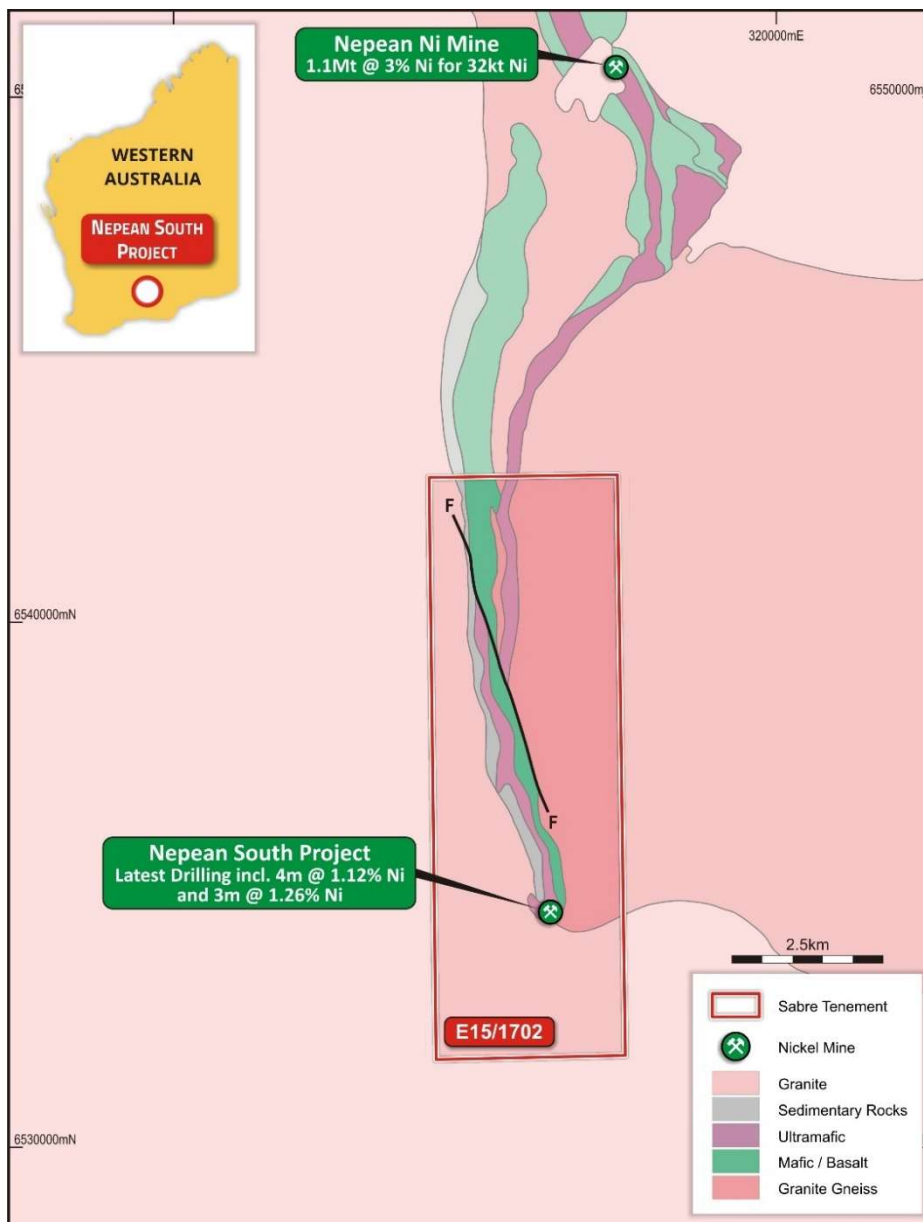 Nepean Ni Mine
1.1Mt @ 3% Ni for 32kt Ni
320000mE
6550000m
65
WESTERN
AUSTRALIA
NEPEAN SOUTH
PROJECT
F
6540000mN
F
Nepean South Project
Latest Drilling incl. 4m @ 1.12% Ni
and 3m @ 1.26% Ni
2.5km
E15/1702
Sabre Tenement
Nickel Mine
Granite
Sedimentary Rocks
Ultramafic
Mafic / Basalt
Granite Gneiss
6530000mN